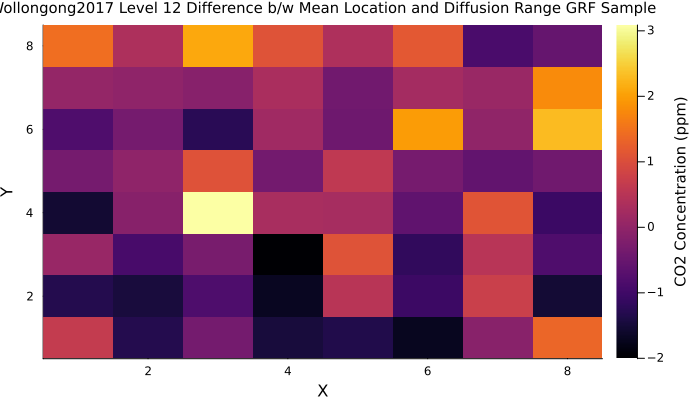 Wollongong2017 Level 12 Difference b/w Mean Location and Diffusion Range GRF Sample
8
6
4
2
Y
2 4 6 8
X
3
2
1
0
−1
−2
CO2 Concentration (ppm)